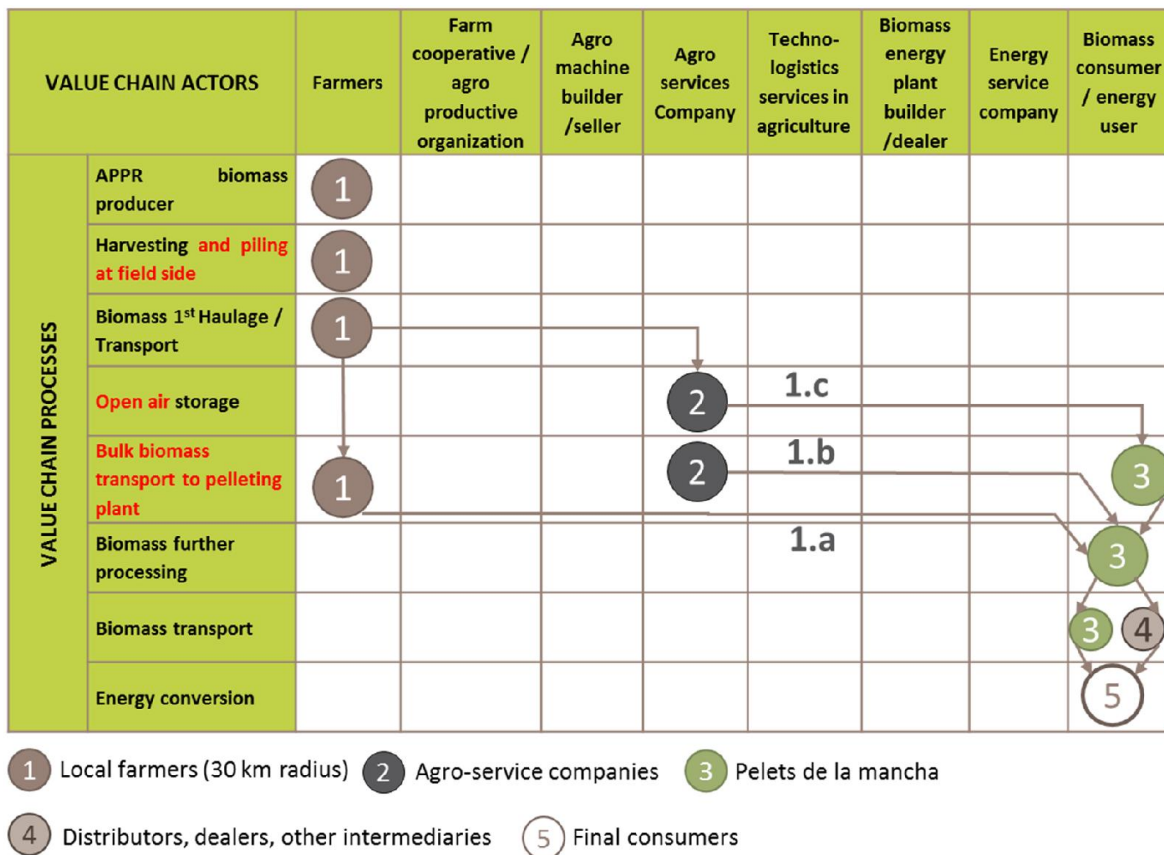 VALUE CHAIN ACTORS
Farmers
Farm
cooperative /
agro
productive
organization
Agro
machine
builder
/seller
Agro
services
Company
Techno-
logistics
services in
agriculture
Biomass
energy
plant
builder
/dealer
Energy
service
company
Biomass
consumer
/ energy
user
VALUE CHAIN PROCESSES
APPR biomass
producer
1
Harvesting and piling
at field side
1
Biomass 1st Haulage /
Transport
1
Open air storage
2
1.c
Bulk biomass
transport to pelleting
plant
1
2
1.b
3
Biomass further
processing
1.a
3
Biomass transport
3
4
Energy conversion
5
1 Local farmers (30 km radius)
2 Agro-service companies
3 Pelets de la mancha
4 Distributors, dealers, other intermediaries
5 Final consumers